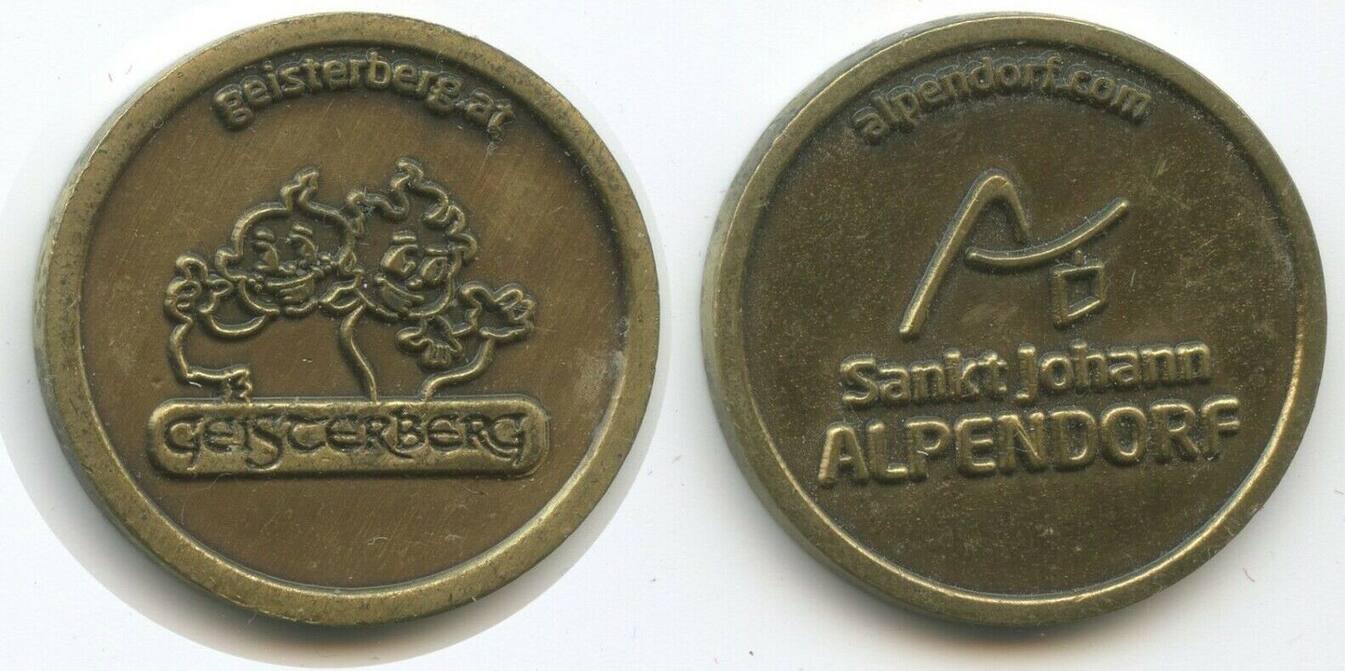 geisterberg.at
GEISTERBERG
alpendorf.com
Sankt Johann
ALPENDORF